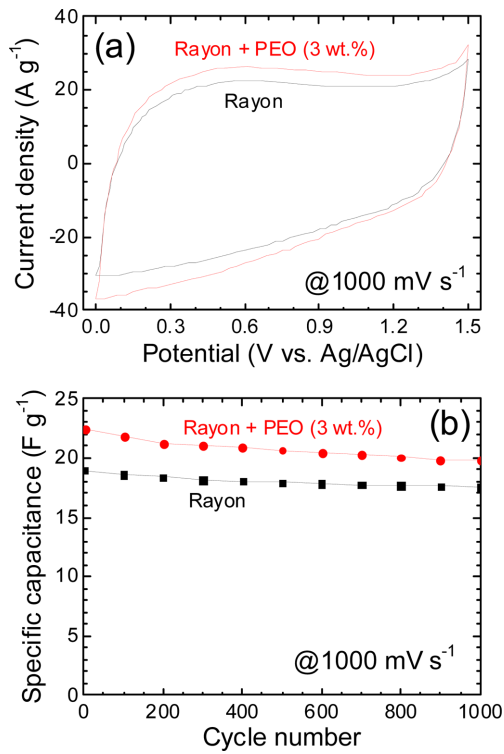 (a)
Rayon + PEO (3 wt.%)
Rayon
@1000 mV s⁻¹
Current density (A g⁻¹)
40
20
0
-20
-40
0.0 0.3 0.6 0.9 1.2 1.5
Potential (V vs. Ag/AgCl)
(b)
Rayon + PEO (3 wt.%)
Rayon
@1000 mV s⁻¹
Specific capacitance (F g⁻¹)
25
20
15
10
5
0
0 200 400 600 800 1000
Cycle number